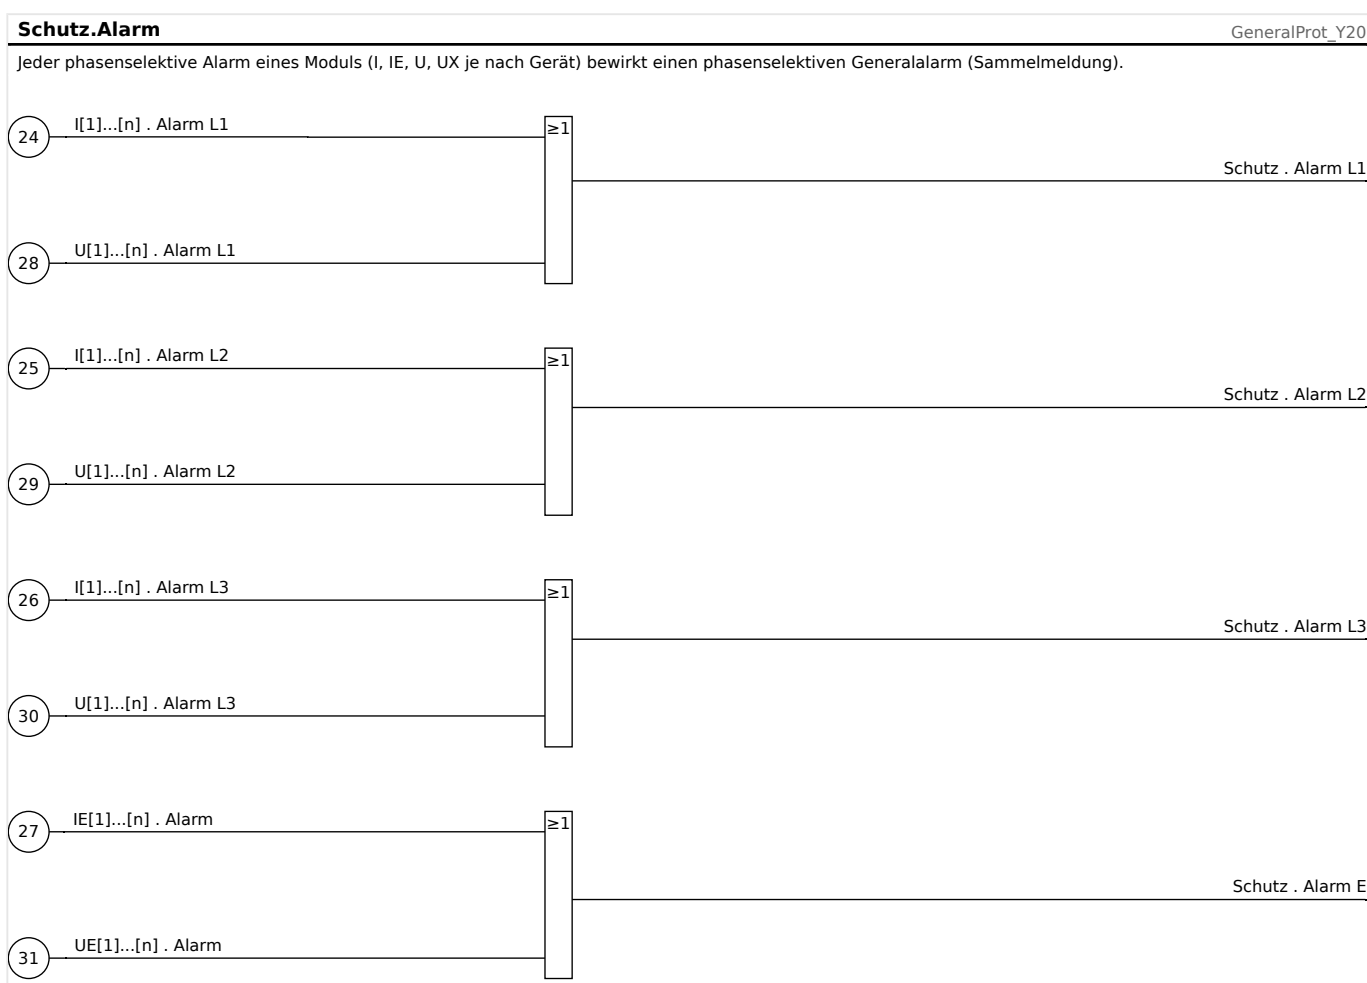 Schutz.Alarm
GeneralProt_Y20
Jeder phasenselektive Alarm eines Moduls (I, IE, U, UX je nach Gerät) bewirkt einen phasenselektiven Generalalarm (Sammelmeldung).
24
I[1]...[n] . Alarm L1
≥1
Schutz . Alarm L1
28
U[1]...[n] . Alarm L1
25
I[1]...[n] . Alarm L2
≥1
Schutz . Alarm L2
29
U[1]...[n] . Alarm L2
26
I[1]...[n] . Alarm L3
≥1
Schutz . Alarm L3
30
U[1]...[n] . Alarm L3
27
IE[1]...[n] . Alarm
≥1
Schutz . Alarm E
31
UE[1]...[n] . Alarm